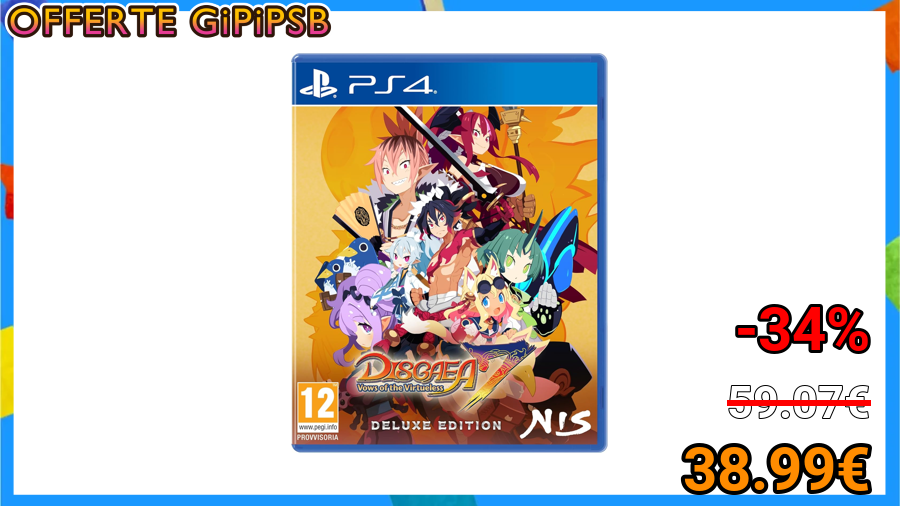 OFFERTE GiPiPSB
PS4
DISGAEA 7
Vows of the Virtueless
12
www.pegi.info
PROVVISORIA
DELUXE EDITION
NIS
-34%
59.07€
38.99€